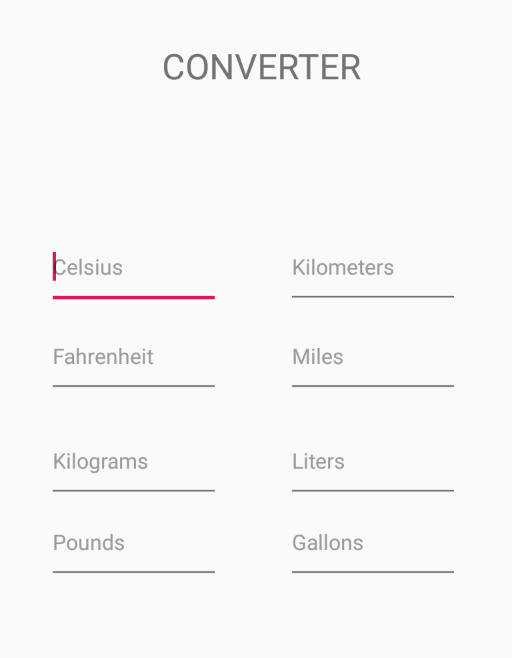 CONVERTER
Celsius
Kilometers
Fahrenheit
Miles
Kilograms
Liters
Pounds
Gallons